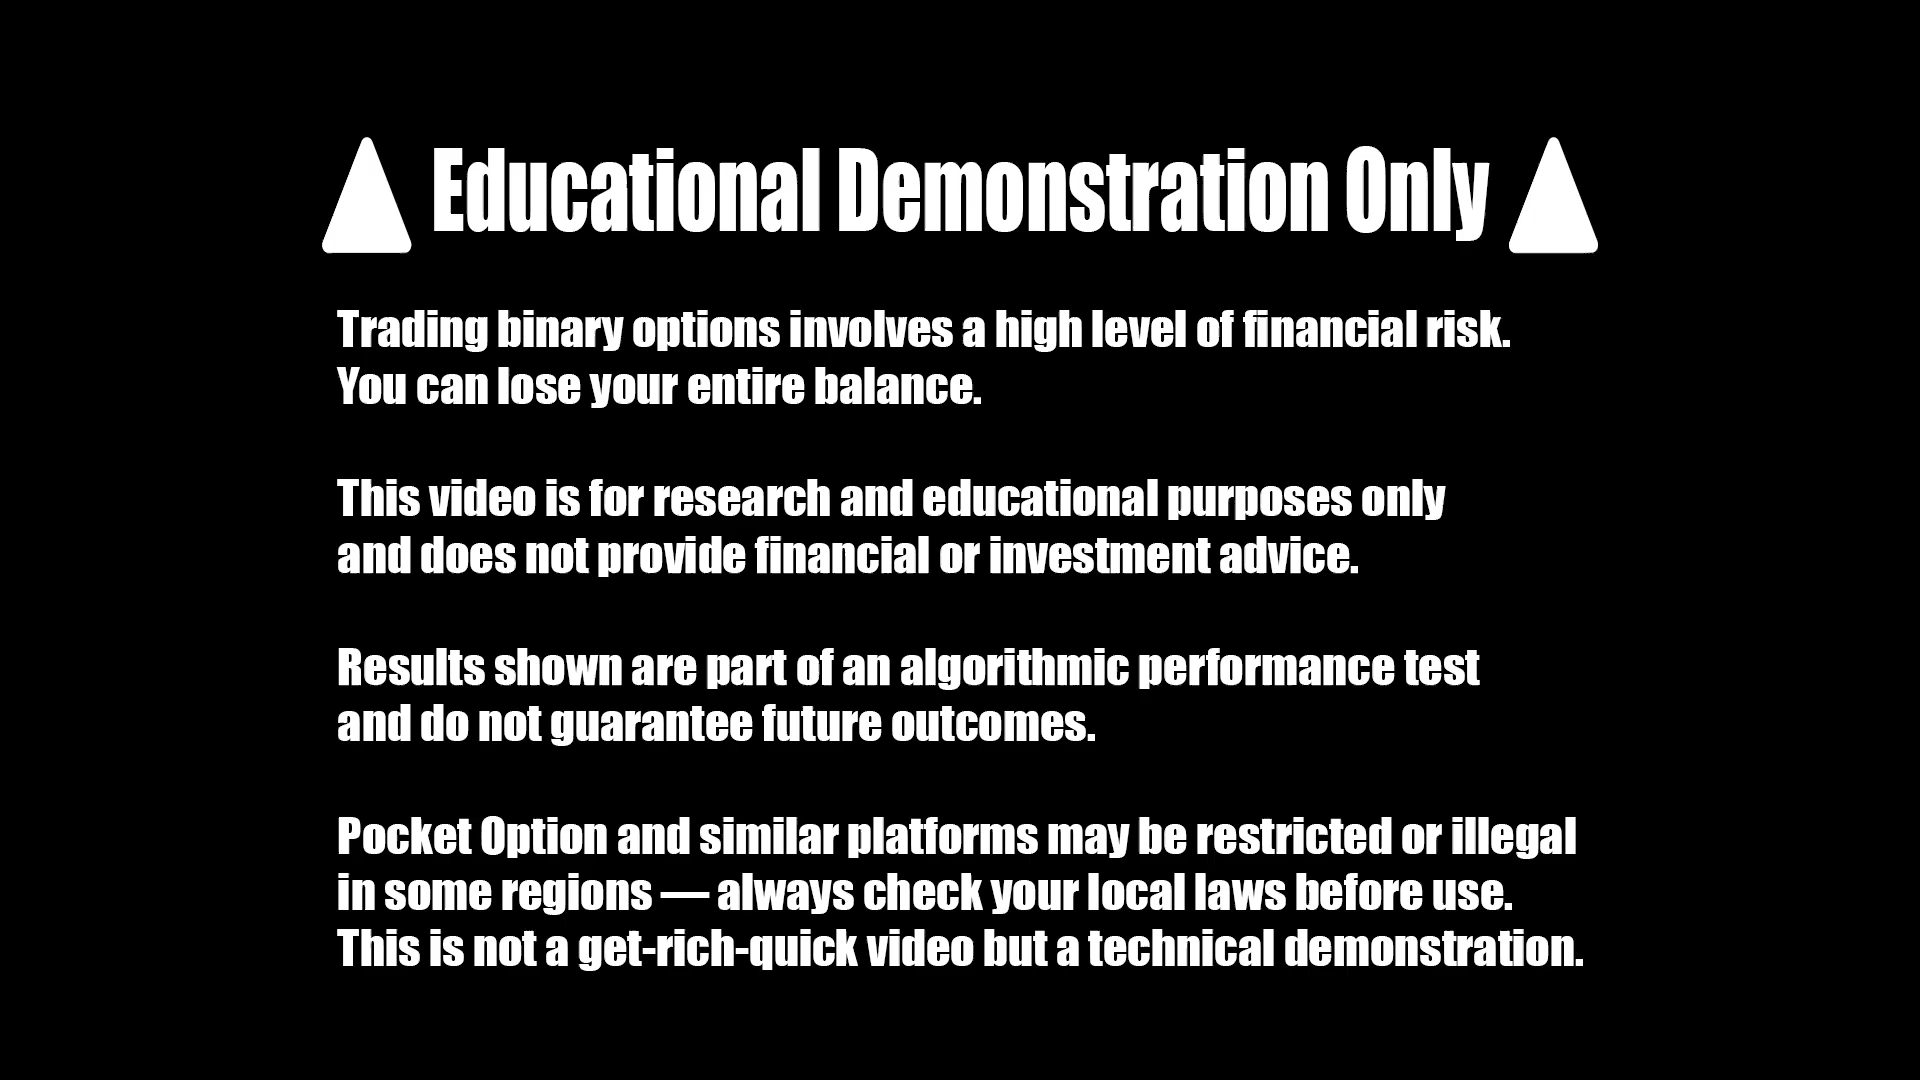 Educational Demonstration Only
Trading binary options involves a high level of financial risk.
You can lose your entire balance.
This video is for research and educational purposes only
and does not provide financial or investment advice.
Results shown are part of an algorithmic performance test
and do not guarantee future outcomes.
Pocket Option and similar platforms may be restricted or illegal
in some regions — always check your local laws before use.
This is not a get-rich-quick video but a technical demonstration.